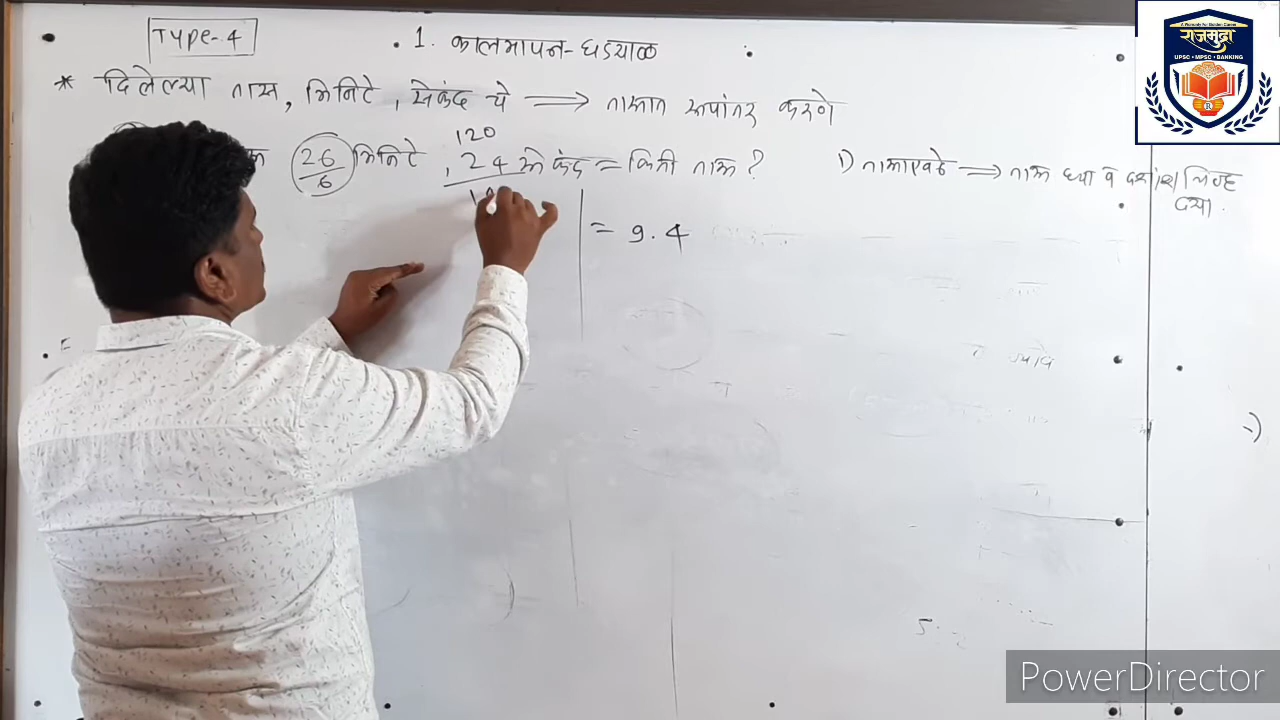 Type-4
1. कालमापन-घड्याळ
* दिलेल्या तास, मिनिटे, सेकंद चे ⟹ तासात रूपांतर करणे
120
26 मिनिटे, 24 सेकंद = किती तास?
6
= 9.4
1) तासाएवढे ⟹ तास घ्या व दशांश चिन्ह
द्या.
राजमुद्रा
UPSC • MPSC • BANKING
PowerDirector